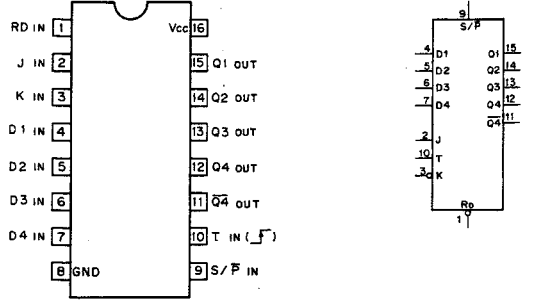 RD IN 1
Vcc 16
J IN 2
15 Q1 OUT
K IN 3
14 Q2 OUT
D1 IN 4
13 Q3 OUT
D2 IN 5
12 Q4 OUT
D3 IN 6
11 Q̅4̅ OUT
D4 IN 7
10 T IN ( )
8 GND
9 S/P̅ IN
9
S/P̅
4 D1 Q1 15
5 D2 Q2 14
6 D3 Q3 13
7 D4 Q4 12
Q̅4̅ 11
2 J
10 T
3 K
RD
1